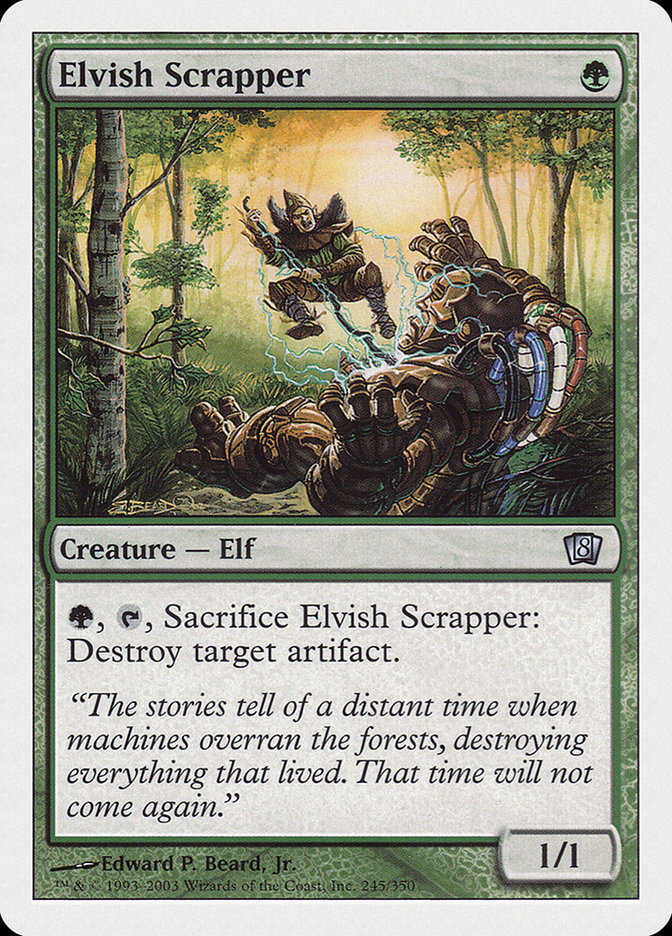 Elvish Scrapper
E. BEARD
Creature — Elf
8
, , Sacrifice Elvish Scrapper:
Destroy target artifact.
“The stories tell of a distant time when
machines overran the forests, destroying
everything that lived. That time will not
come again.”
1/1
Edward P. Beard, Jr.
™ & © 1993–2003 Wizards of the Coast, Inc. 245/350